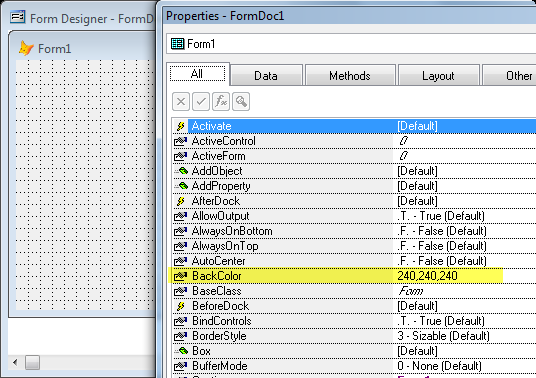 Form Designer - FormD
Form1
Properties - FormDoc1
Form1
All Data Methods Layout Other
Activate [Default]
ActiveControl 0
ActiveForm 0
AddObject [Default]
AddProperty [Default]
AfterDock [Default]
AllowOutput .T. - True (Default)
AlwaysOnBottom .F. - False (Default)
AlwaysOnTop .F. - False (Default)
AutoCenter .F. - False (Default)
BackColor 240,240,240
BaseClass Form
BeforeDock [Default]
BindControls .T. - True (Default)
BorderStyle 3 - Sizable (Default)
Box [Default]
BufferMode 0 - None (Default)